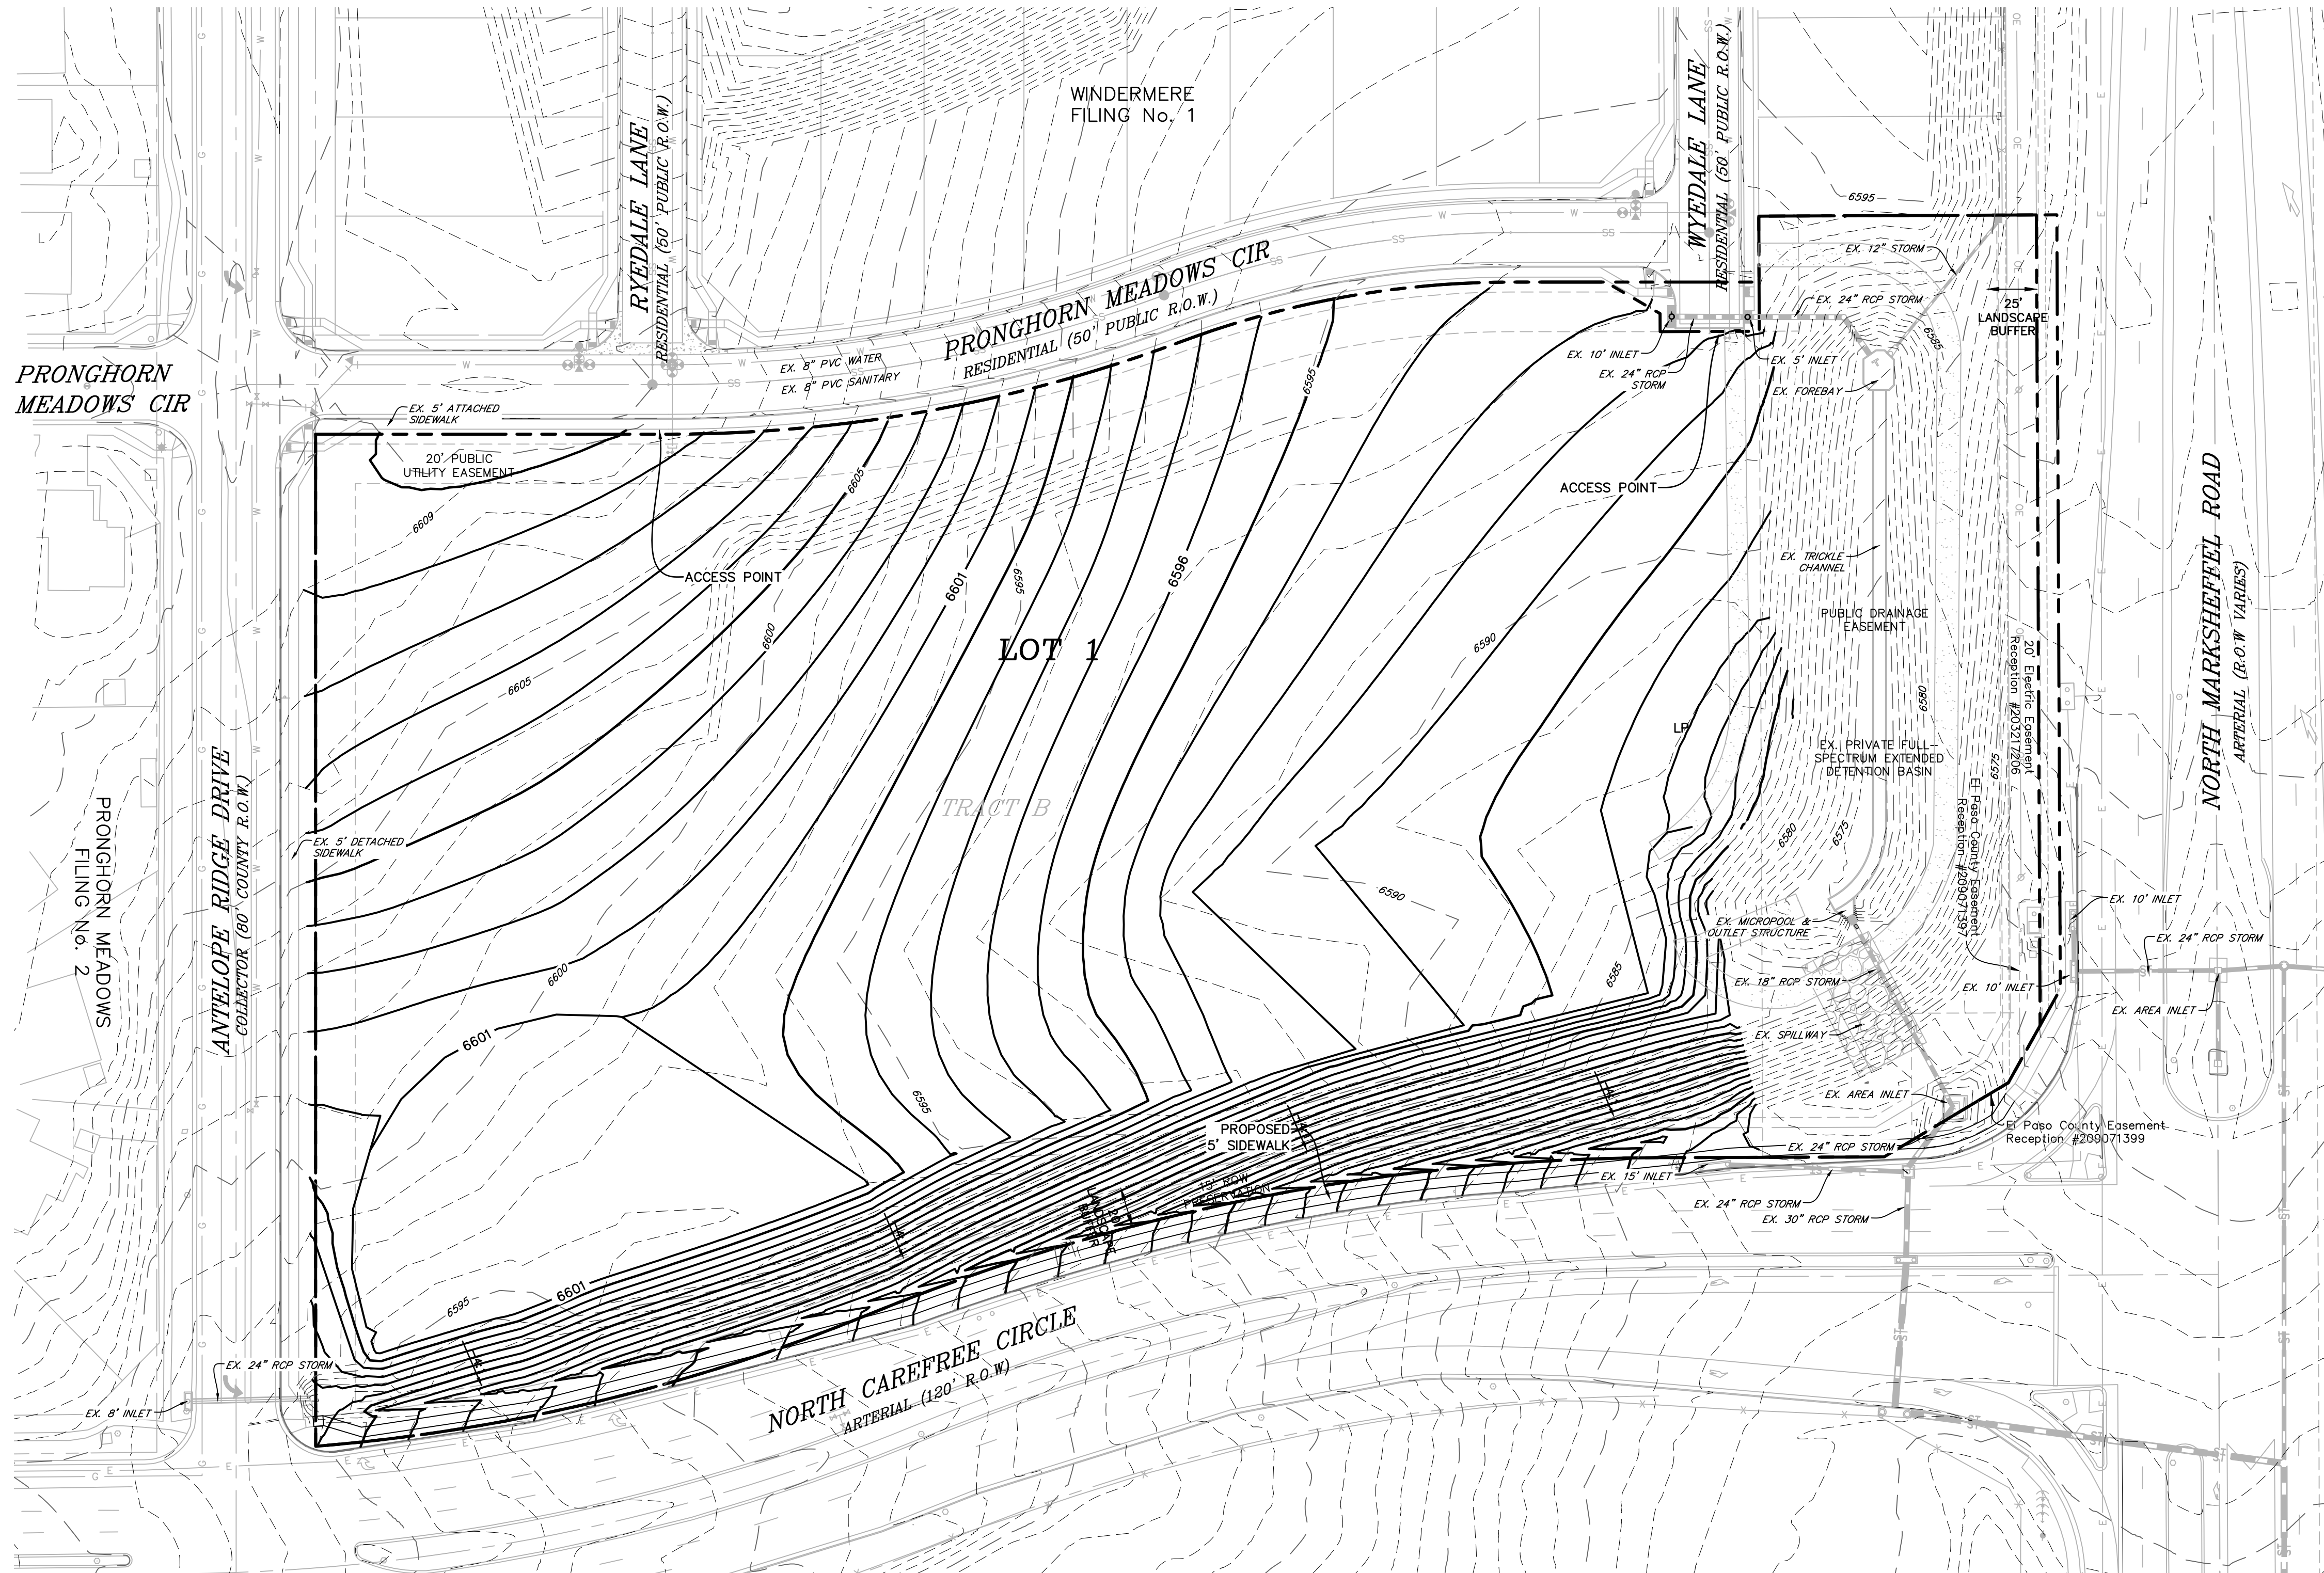 WINDERMERE
FILING No. 1
RYEDALE LANE
RESIDENTIAL (50' PUBLIC R.O.W.)
WYEDALE LANE
RESIDENTIAL (50' PUBLIC R.O.W.)
6595
EX. 12" STORM
25'
LANDSCAPE
BUFFER
EX. 24" RCP STORM
6585
PRONGHORN MEADOWS CIR
RESIDENTIAL (50' PUBLIC R.O.W.)
EX. 8" PVC WATER
EX. 8" PVC SANITARY
EX. 10' INLET
EX. 5' INLET
EX. 24" RCP
STORM
EX. FOREBAY
PRONGHORN
MEADOWS CIR
EX. 5' ATTACHED
SIDEWALK
20' PUBLIC
UTILITY EASEMENT
6595
6605
6609
ACCESS POINT
ACCESS POINT
6601
6595
6596
EX. TRICKLE
CHANNEL
PUBLIC DRAINAGE
EASEMENT
LOT 1
6600
6590
6605
6580
20' Electric Easement
Reception #203217206
NORTH MARKSHEFFEL ROAD
ARTERIAL (R.O.W VARIES)
LP
EX. PRIVATE FULL-
SPECTRUM EXTENDED
DETENTION BASIN
6575
El Paso County Easement
Reception #209071397
TRACT B
6580
6575
PRONGHORN MEADOWS
FILING No. 2
ANTELOPE RIDGE DRIVE
COLLECTOR (80' COUNTY R.O.W.)
EX. 5' DETACHED
SIDEWALK
6590
EX. MICROPOOL &
OUTLET STRUCTURE
EX. 10' INLET
EX. 24" RCP STORM
6600
6585
EX. 18" RCP STORM
EX. 10' INLET
EX. AREA INLET
6601
EX. SPILLWAY
6595
EX. AREA INLET
El Paso County Easement
Reception #209071399
PROPOSED
5' SIDEWALK
EX. 24" RCP STORM
EX. 15' INLET
15' ROW
PRESERVATION
20'
LANDSCAPE
BUFFER
EX. 24" RCP STORM
EX. 30" RCP STORM
6601
6595
NORTH CAREFREE CIRCLE
ARTERIAL (120' R.O.W)
EX. 24" RCP STORM
EX. 8' INLET